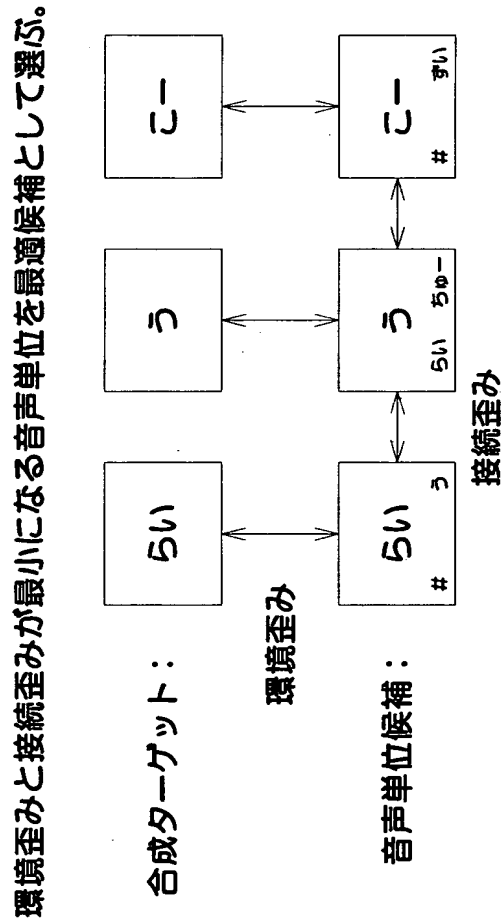 環境歪みと接続歪みが最小になる音声単位を最適候補として選ぶ。
合成ターゲット： らい う こー
環境歪み
音声単位候補： # らい う らい う ちゅー # こー ずい
接続歪み